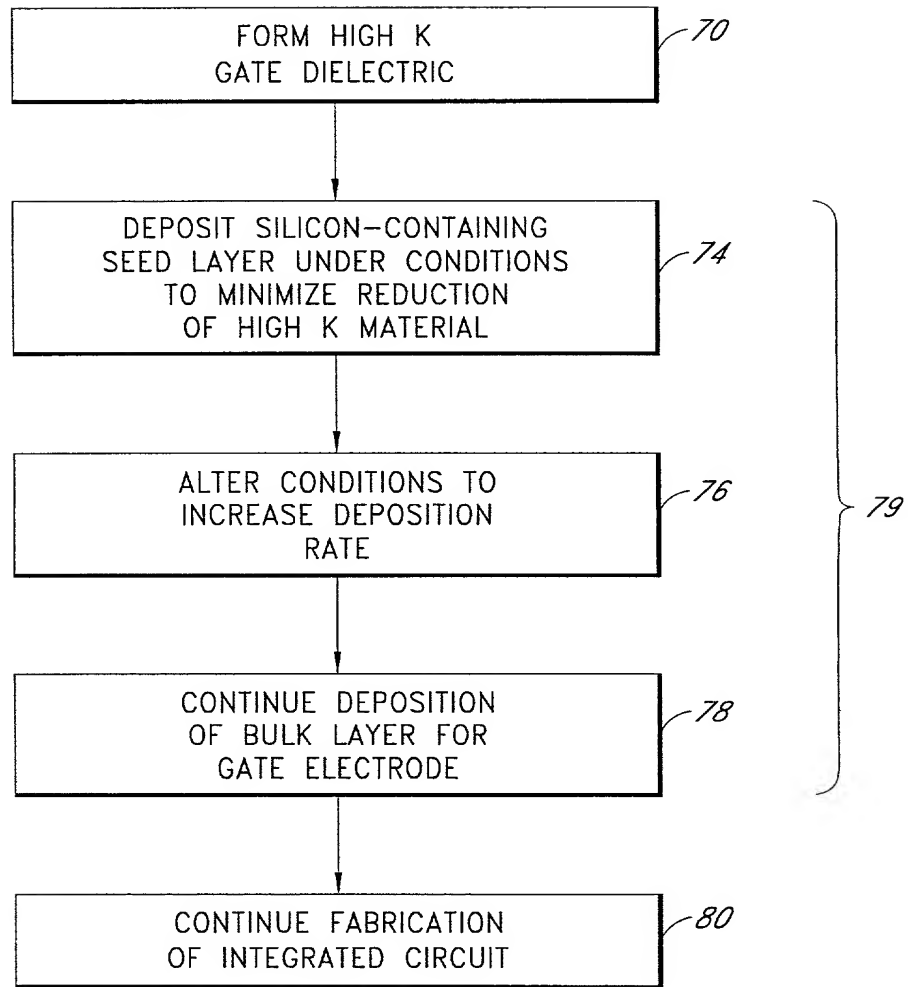 FORM HIGH K
GATE DIELECTRIC
70
DEPOSIT SILICON-CONTAINING
SEED LAYER UNDER CONDITIONS
TO MINIMIZE REDUCTION
OF HIGH K MATERIAL
74
ALTER CONDITIONS TO
INCREASE DEPOSITION
RATE
76
79
CONTINUE DEPOSITION
OF BULK LAYER FOR
GATE ELECTRODE
78
CONTINUE FABRICATION
OF INTEGRATED CIRCUIT
80